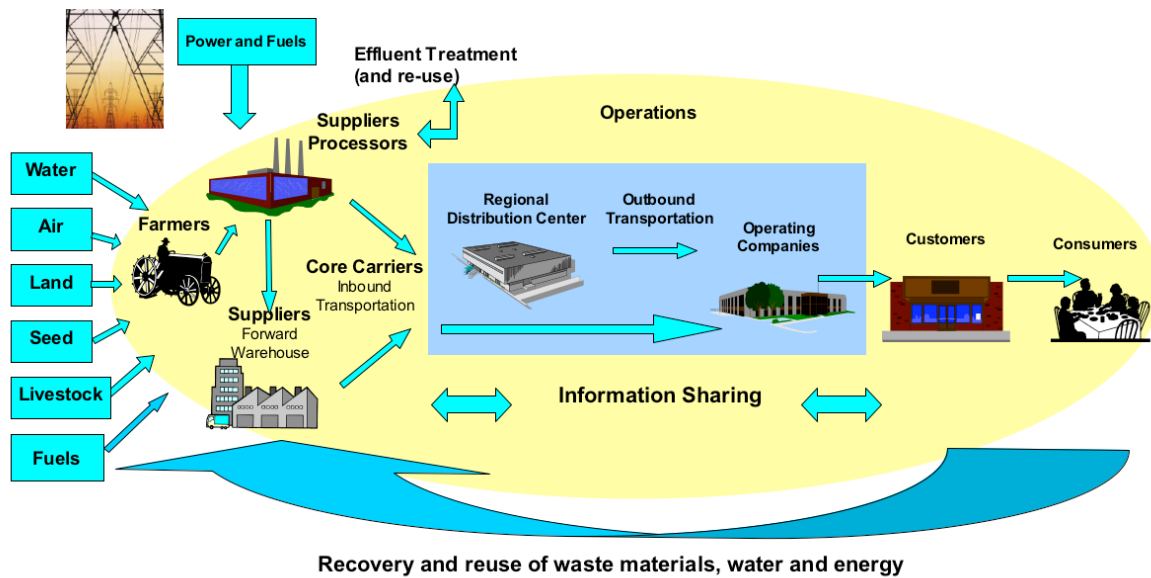 Power and Fuels
Effluent Treatment
(and re-use)
Operations
Suppliers
Processors
Water
Air
Land
Seed
Livestock
Fuels
Farmers
Core Carriers
Inbound
Transportation
Suppliers
Forward
Warehouse
Regional
Distribution Center
Outbound
Transportation
Operating
Companies
Customers
Consumers
Information Sharing
Recovery and reuse of waste materials, water and energy